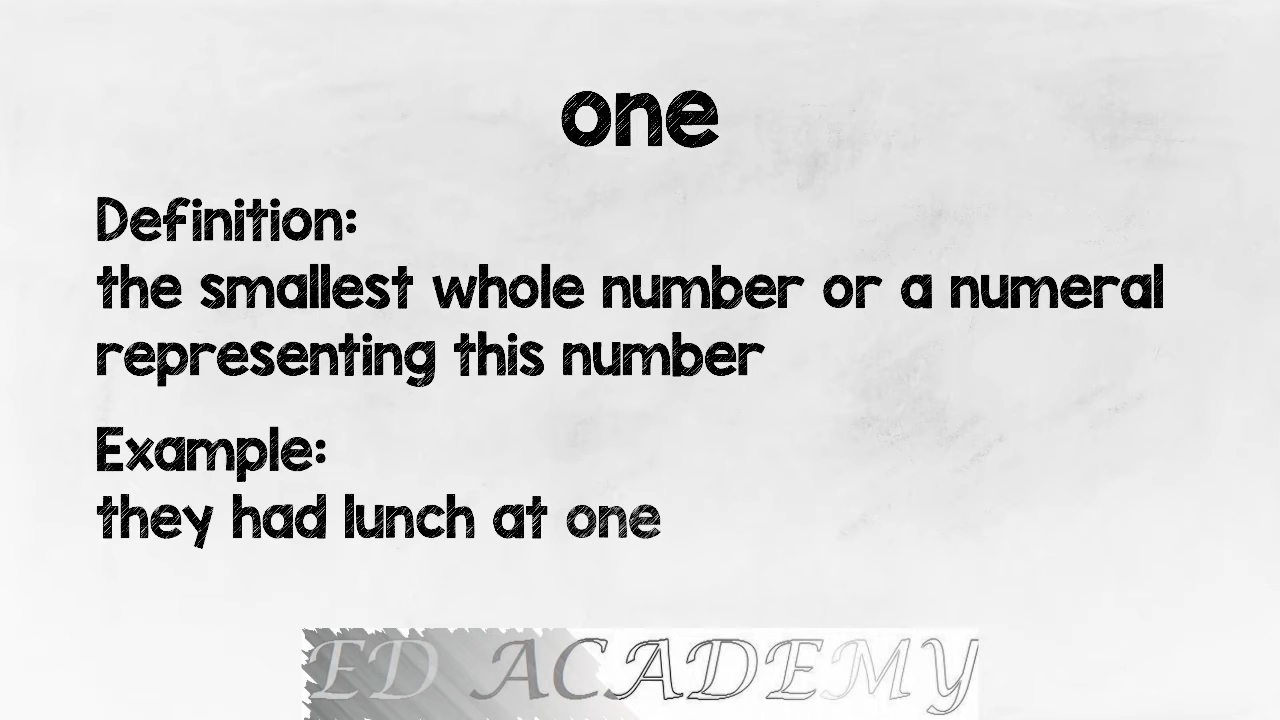 one
Definition:
the smallest whole number or a numeral
representing this number
Example:
they had lunch at one
ED ACADEMY